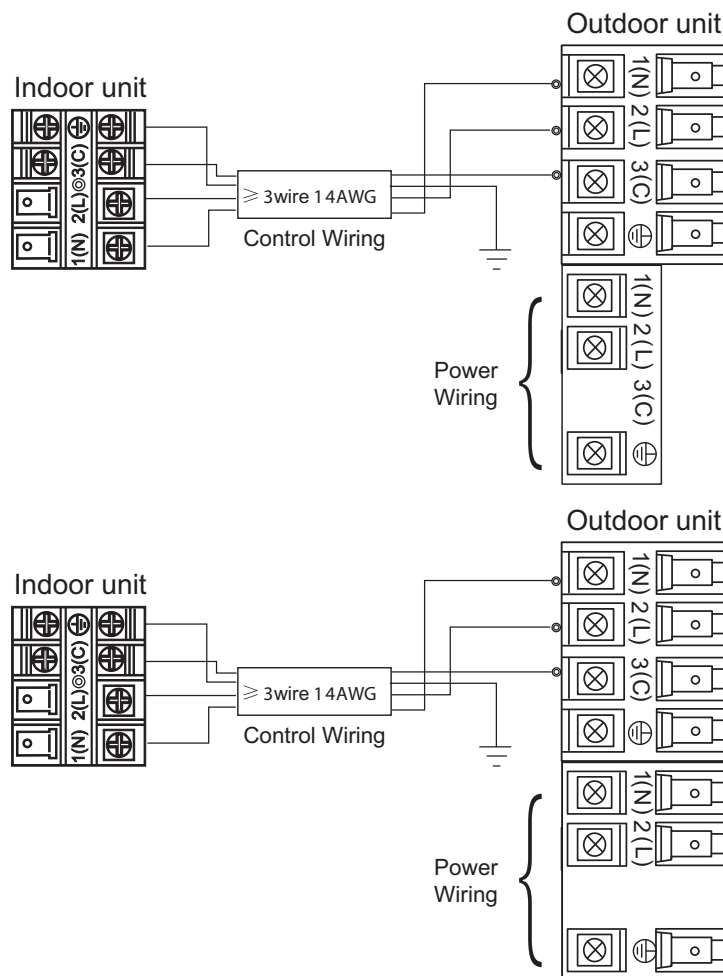 Outdoor unit
Indoor unit
1(N) 2(L) 3(C)
1(N) 2(L) 3(C)
≥ 3wire 14AWG
Control Wiring
1(N) 2(L) 3(C)
Power
Wiring
Outdoor unit
Indoor unit
1(N) 2(L) 3(C)
1(N) 2(L) 3(C)
≥ 3wire 14AWG
Control Wiring
1(N) 2(L)
Power
Wiring